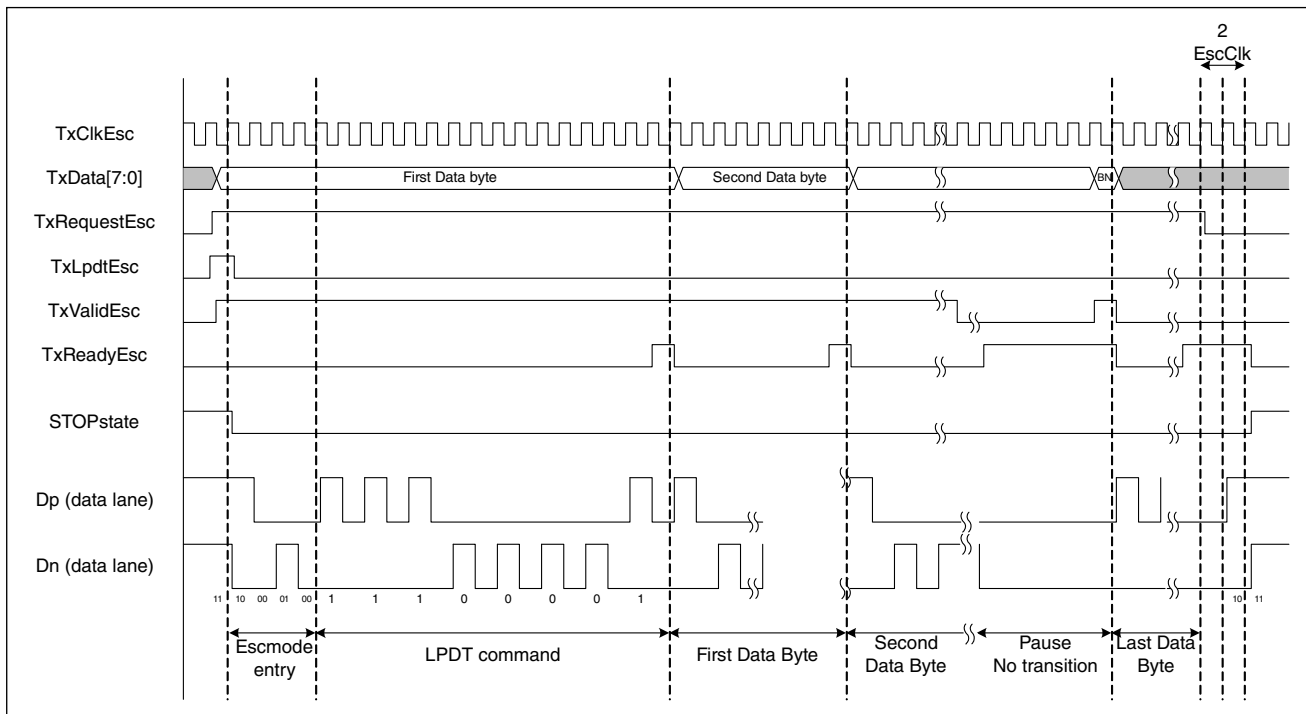 2
EscClk
TxClkEsc
TxData[7:0]
First Data byte
Second Data byte
BN
TxRequestEsc
TxLpdtEsc
TxValidEsc
TxReadyEsc
STOPstate
Dp (data lane)
Dn (data lane)
11 10 00 01 00 1 1 1 0 0 0 0 1 10 11
Escmode
entry
LPDT command
First Data Byte
Second
Data Byte
Pause
No transition
Last Data
Byte